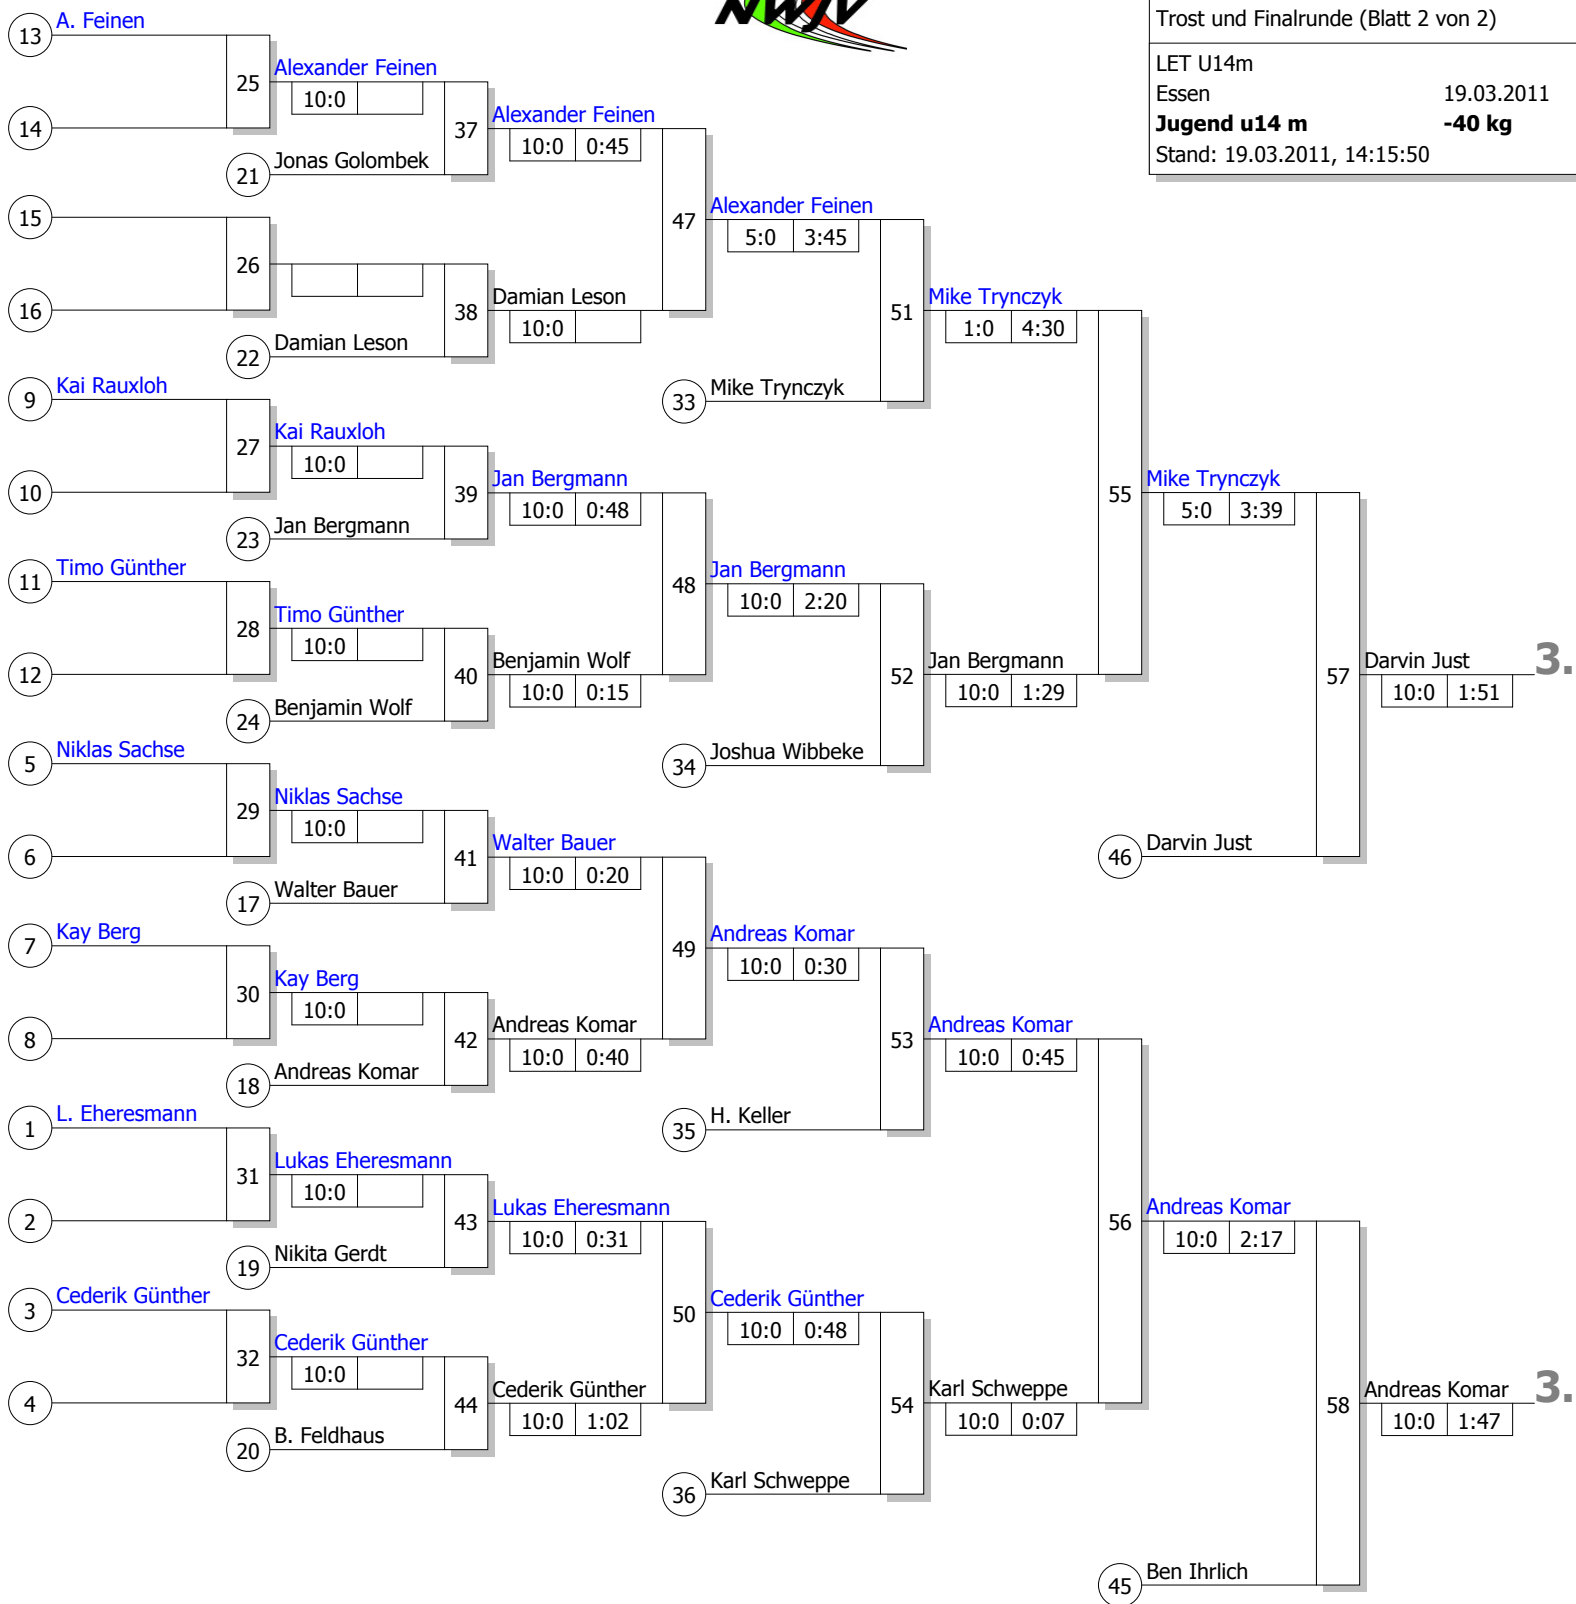 NWJV
Trost und Finalrunde (Blatt 2 von 2)
LET U14m
Essen 19.03.2011
Jugend u14 m -40 kg
Stand: 19.03.2011, 14:15:50
13 A. Feinen
14
25 Alexander Feinen
10:0
21 Jonas Golombek
37 Alexander Feinen
10:0 0:45
15
16
26
22 Damian Leson
38 Damian Leson
10:0
47 Alexander Feinen
5:0 3:45
33 Mike Trynczyk
51 Mike Trynczyk
1:0 4:30
9 Kai Rauxloh
10
27 Kai Rauxloh
10:0
23 Jan Bergmann
39 Jan Bergmann
10:0 0:48
11 Timo Günther
12
28 Timo Günther
10:0
24 Benjamin Wolf
40 Benjamin Wolf
10:0 0:15
48 Jan Bergmann
10:0 2:20
34 Joshua Wibbeke
52 Jan Bergmann
10:0 1:29
55 Mike Trynczyk
5:0 3:39
46 Darvin Just
57 Darvin Just 3.
10:0 1:51
5 Niklas Sachse
6
29 Niklas Sachse
10:0
17 Walter Bauer
41 Walter Bauer
10:0 0:20
7 Kay Berg
8
30 Kay Berg
10:0
18 Andreas Komar
42 Andreas Komar
10:0 0:40
49 Andreas Komar
10:0 0:30
35 H. Keller
53 Andreas Komar
10:0 0:45
1 L. Eheresmann
2
31 Lukas Eheresmann
10:0
19 Nikita Gerdt
43 Lukas Eheresmann
10:0 0:31
3 Cederik Günther
4
32 Cederik Günther
10:0
20 B. Feldhaus
44 Cederik Günther
10:0 1:02
50 Cederik Günther
10:0 0:48
36 Karl Schweppe
54 Karl Schweppe
10:0 0:07
56 Andreas Komar
10:0 2:17
45 Ben Ihrlich
58 Andreas Komar 3.
10:0 1:47